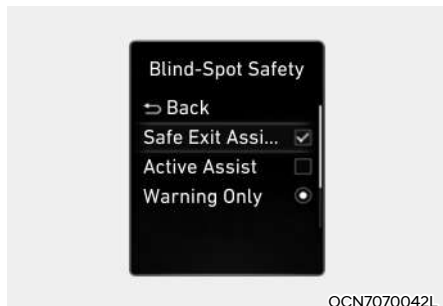 Blind-Spot Safety
Back
Safe Exit Assi...
Active Assist
Warning Only
OCN7070042L